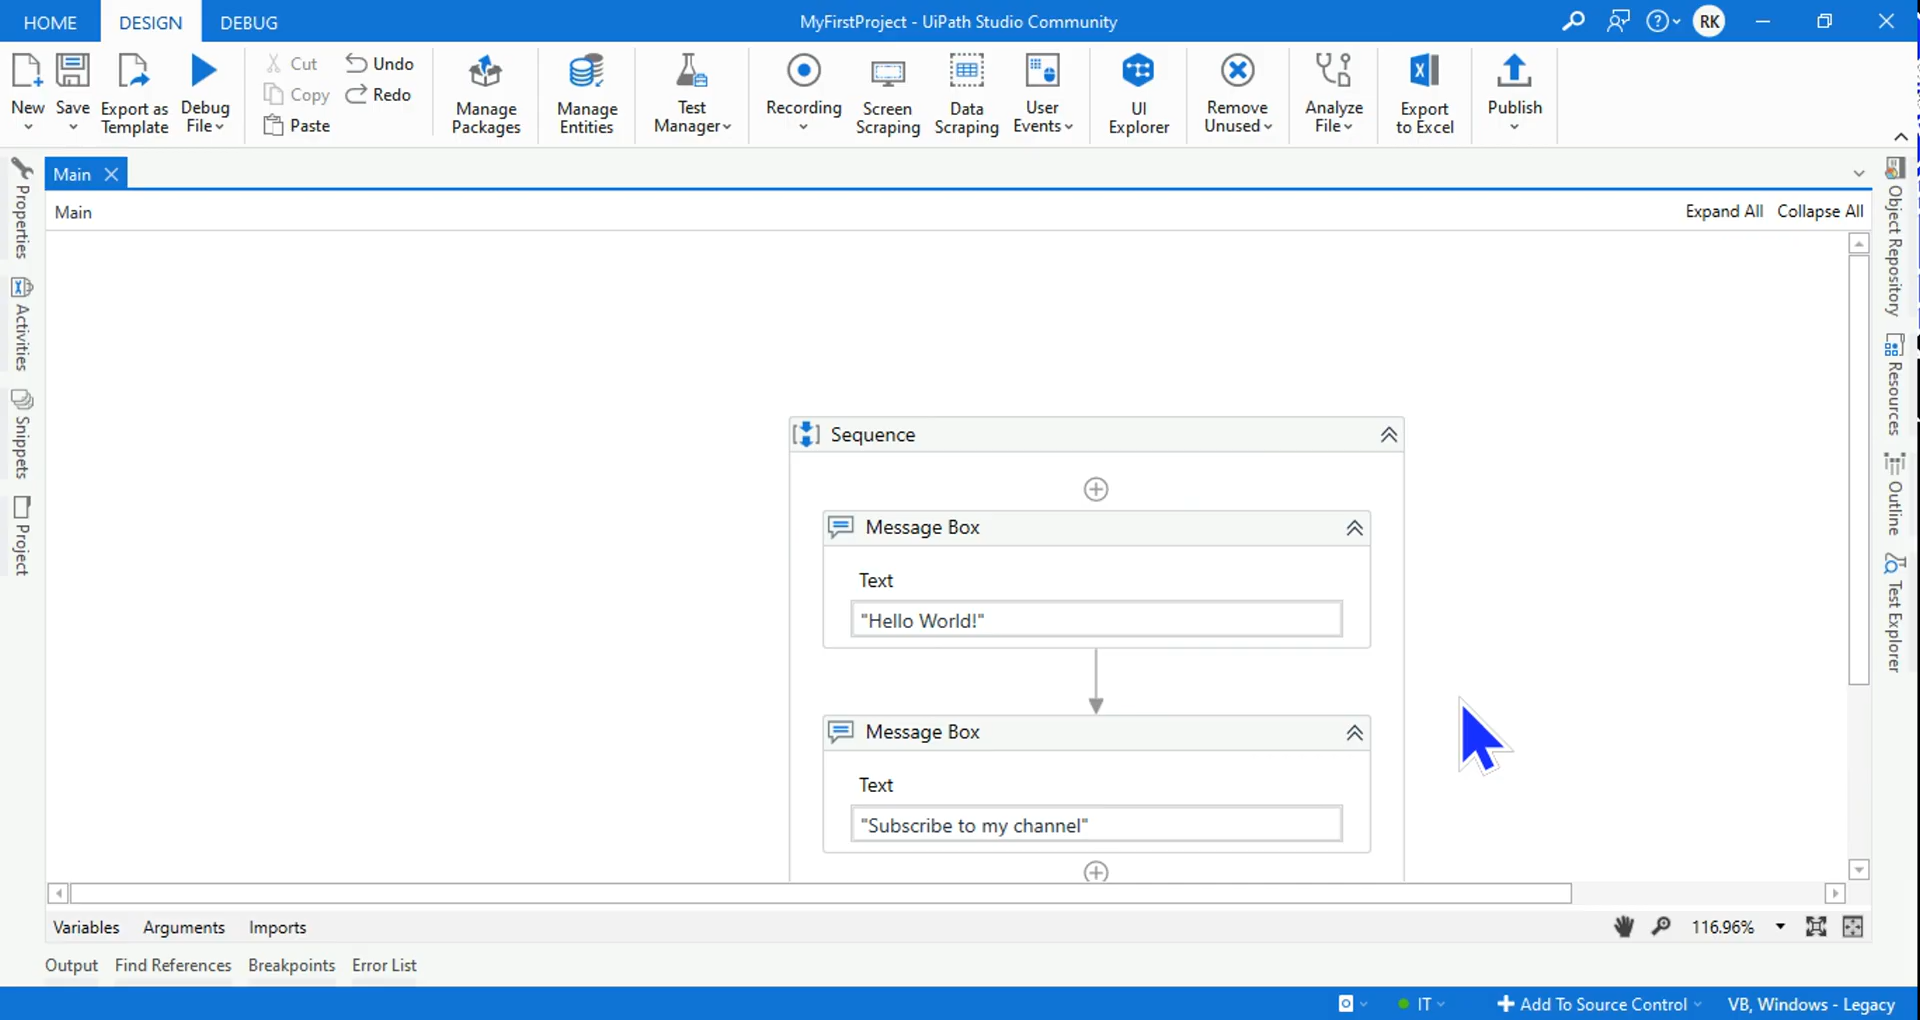 HOME DESIGN DEBUG MyFirstProject - UiPath Studio Community RK
New Save Export as Template Debug File Cut Copy Paste Undo Redo Manage Packages Manage Entities Test Manager Recording Screen Scraping Data Scraping User Events UI Explorer Remove Unused Analyze File Export to Excel Publish
Main
Main Expand All Collapse All
Properties
Activities
Snippets
Project
Sequence
Message Box
Text
"Hello World!"
Message Box
Text
"Subscribe to my channel"
Object Repository
Resources
Outline
Test Explorer
Variables Arguments Imports 116.96%
Output Find References Breakpoints Error List
IT Add To Source Control VB, Windows - Legacy